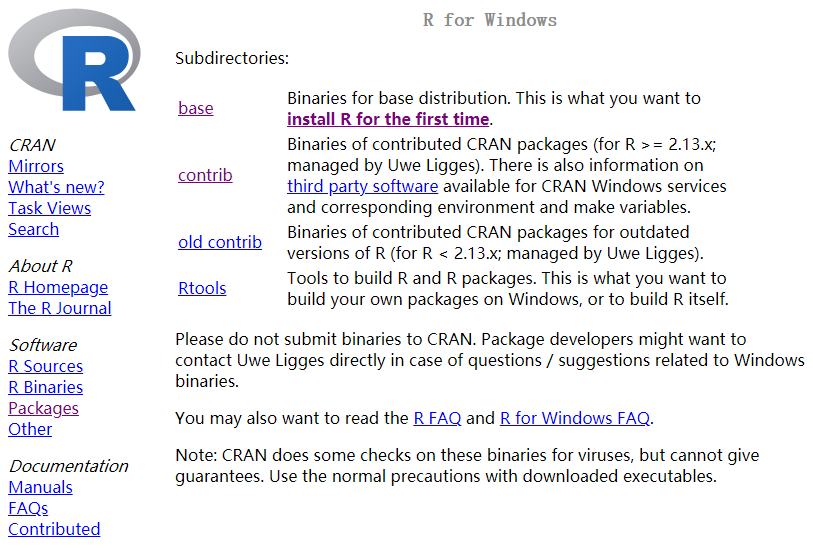 R
CRAN
Mirrors
What's new?
Task Views
Search
About R
R Homepage
The R Journal
Software
R Sources
R Binaries
Packages
Other
Documentation
Manuals
FAQs
Contributed
R for Windows
Subdirectories:
base
Binaries for base distribution. This is what you want to
install R for the first time.
contrib
Binaries of contributed CRAN packages (for R >= 2.13.x;
managed by Uwe Ligges). There is also information on
third party software available for CRAN Windows services
and corresponding environment and make variables.
old contrib
Binaries of contributed CRAN packages for outdated
versions of R (for R < 2.13.x; managed by Uwe Ligges).
Rtools
Tools to build R and R packages. This is what you want to
build your own packages on Windows, or to build R itself.
Please do not submit binaries to CRAN. Package developers might want to
contact Uwe Ligges directly in case of questions / suggestions related to Windows
binaries.
You may also want to read the R FAQ and R for Windows FAQ.
Note: CRAN does some checks on these binaries for viruses, but cannot give
guarantees. Use the normal precautions with downloaded executables.